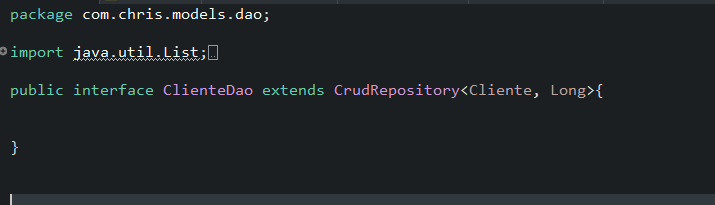 package com.chris.models.dao;
import java.util.List;
public interface ClienteDao extends CrudRepository<Cliente, Long>{
}